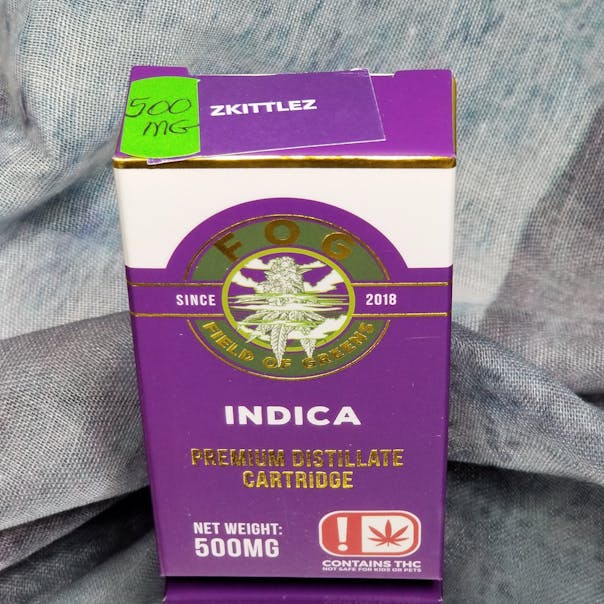 500
MG
ZKITTLEZ
FOG
SINCE 2018
FIELD OF GREENS
INDICA
PREMIUM DISTILLATE
CARTRIDGE
NET WEIGHT:
500MG
!
CONTAINS THC
NOT SAFE FOR KIDS OR PETS